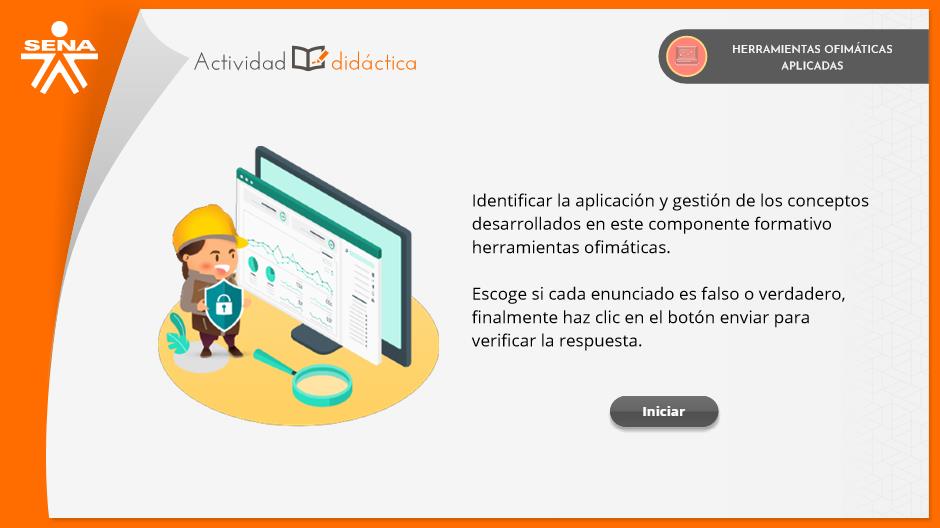 SENA
Actividad didáctica
HERRAMIENTAS OFIMÁTICAS
APLICADAS
Identificar la aplicación y gestión de los conceptos
desarrollados en este componente formativo
herramientas ofimáticas.
Escoge si cada enunciado es falso o verdadero,
finalmente haz clic en el botón enviar para
verificar la respuesta.
Iniciar